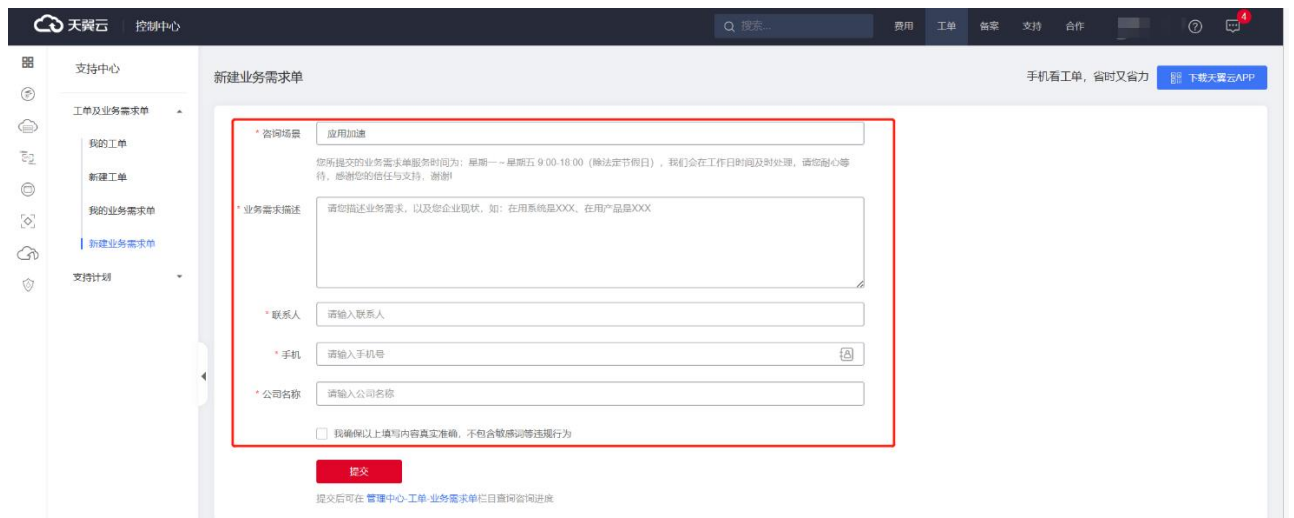 天翼云 控制中心 搜索... 费用 工单 备案 支持 合作 4
支持中心
新建业务需求单 手机看工单，省时又省力 下载天翼云APP
工单及业务需求单
我的工单
新建工单
我的业务需求单
新建业务需求单
支持计划
* 咨询场景 应用加速
您所提交的业务需求单服务时间为：星期一～星期五 9:00-18:00（除法定节假日），我们会在工作日时间及时处理，请您耐心等
待，感谢您的信任与支持，谢谢!
* 业务需求描述 请您描述业务需求，以及您企业现状，如：在用系统是XXX，在用产品是XXX
* 联系人 请输入联系人
* 手机 请输入手机号
* 公司名称 请输入公司名称
我确保以上填写内容真实准确，不包含敏感词等违规行为
提交
提交后可在 管理中心-工单-业务需求单栏目查询咨询进度